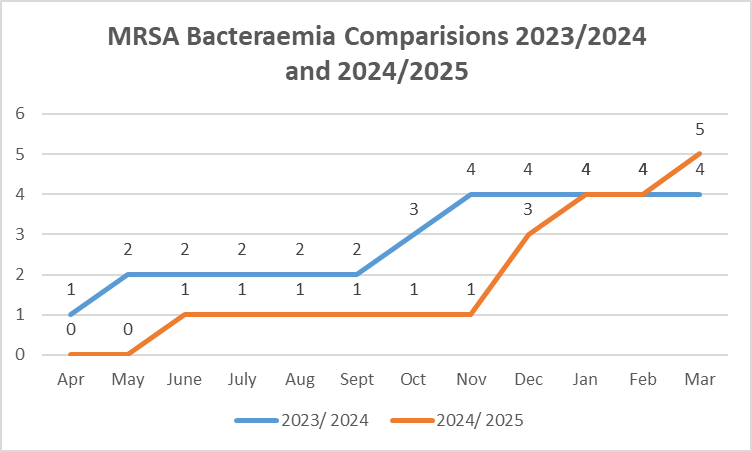 MRSA Bacteraemia Comparisions 2023/2024
and 2024/2025
6
5
4
3
2
1
0
5
4 4 4 4 4
3 3
2 2 2 2 2
1 1 1 1 1 1 1
0 0
Apr May June July Aug Sept Oct Nov Dec Jan Feb Mar
2023/ 2024 2024/ 2025